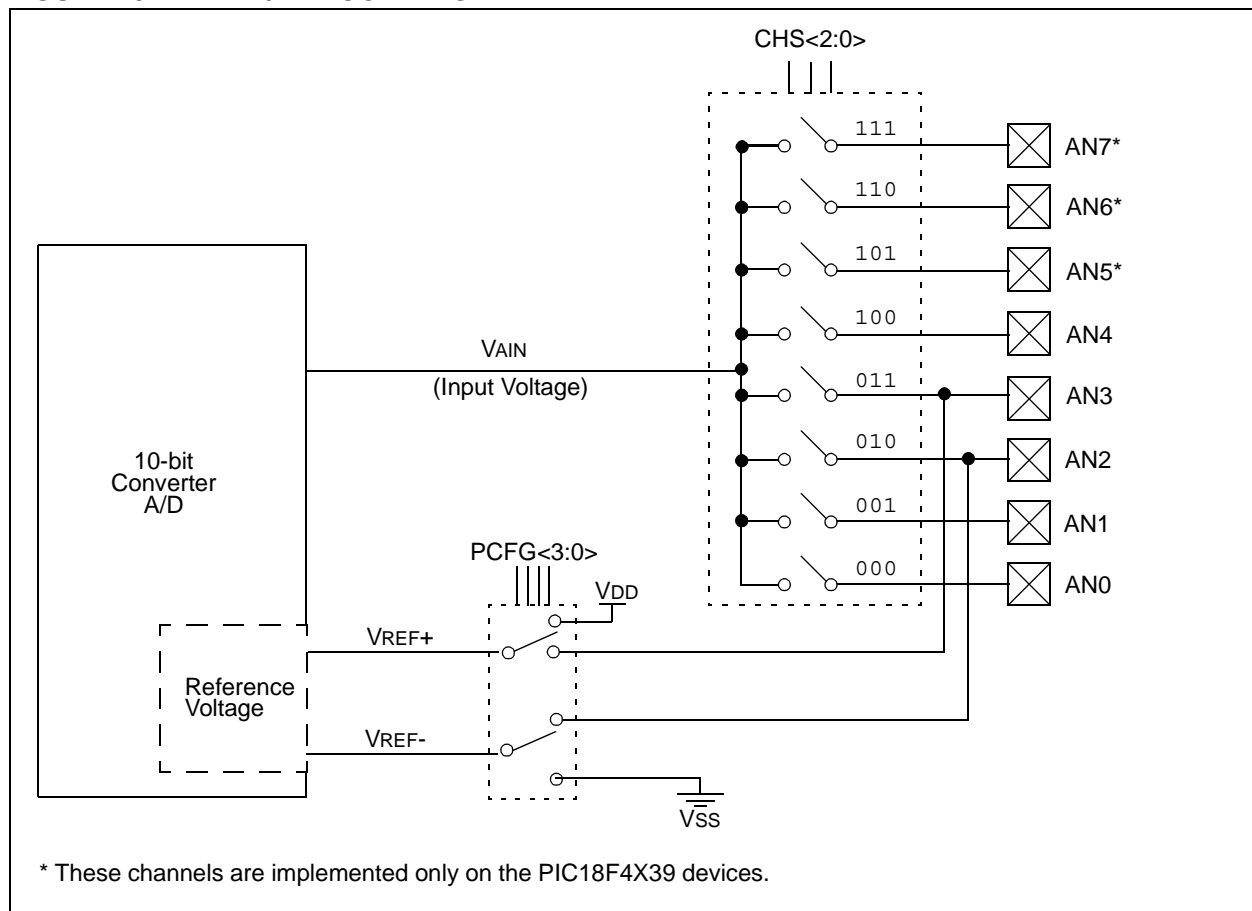 CHS<2:0>
111
AN7*
110
AN6*
101
AN5*
100
AN4
VAIN
(Input Voltage)
011
AN3
010
AN2
10-bit
Converter
A/D
001
AN1
PCFG<3:0>
000
AN0
VDD
VREF+
Reference
Voltage
VREF-
VSS
* These channels are implemented only on the PIC18F4X39 devices.